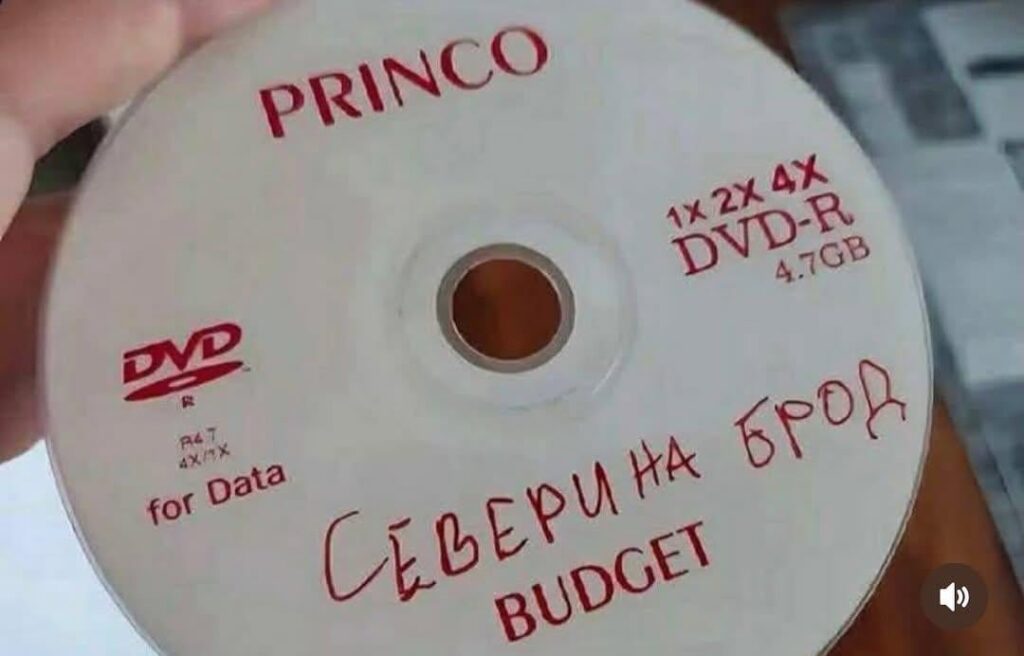 PRINCO
1X 2X 4X
DVD-R
4.7GB
DVD
R
for Data
СЕВЕРИНА БРОД
BUDGET